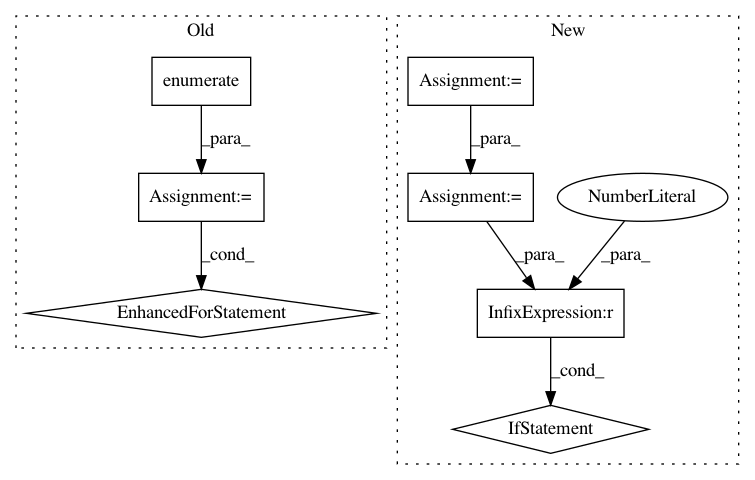 Old
New
enumerate
Assignment:=
_para_
_para_
Assignment:=
Assignment:=
NumberLiteral
_cond_
_para_
_para_
EnhancedForStatement
InfixExpression:r
_cond_
IfStatement